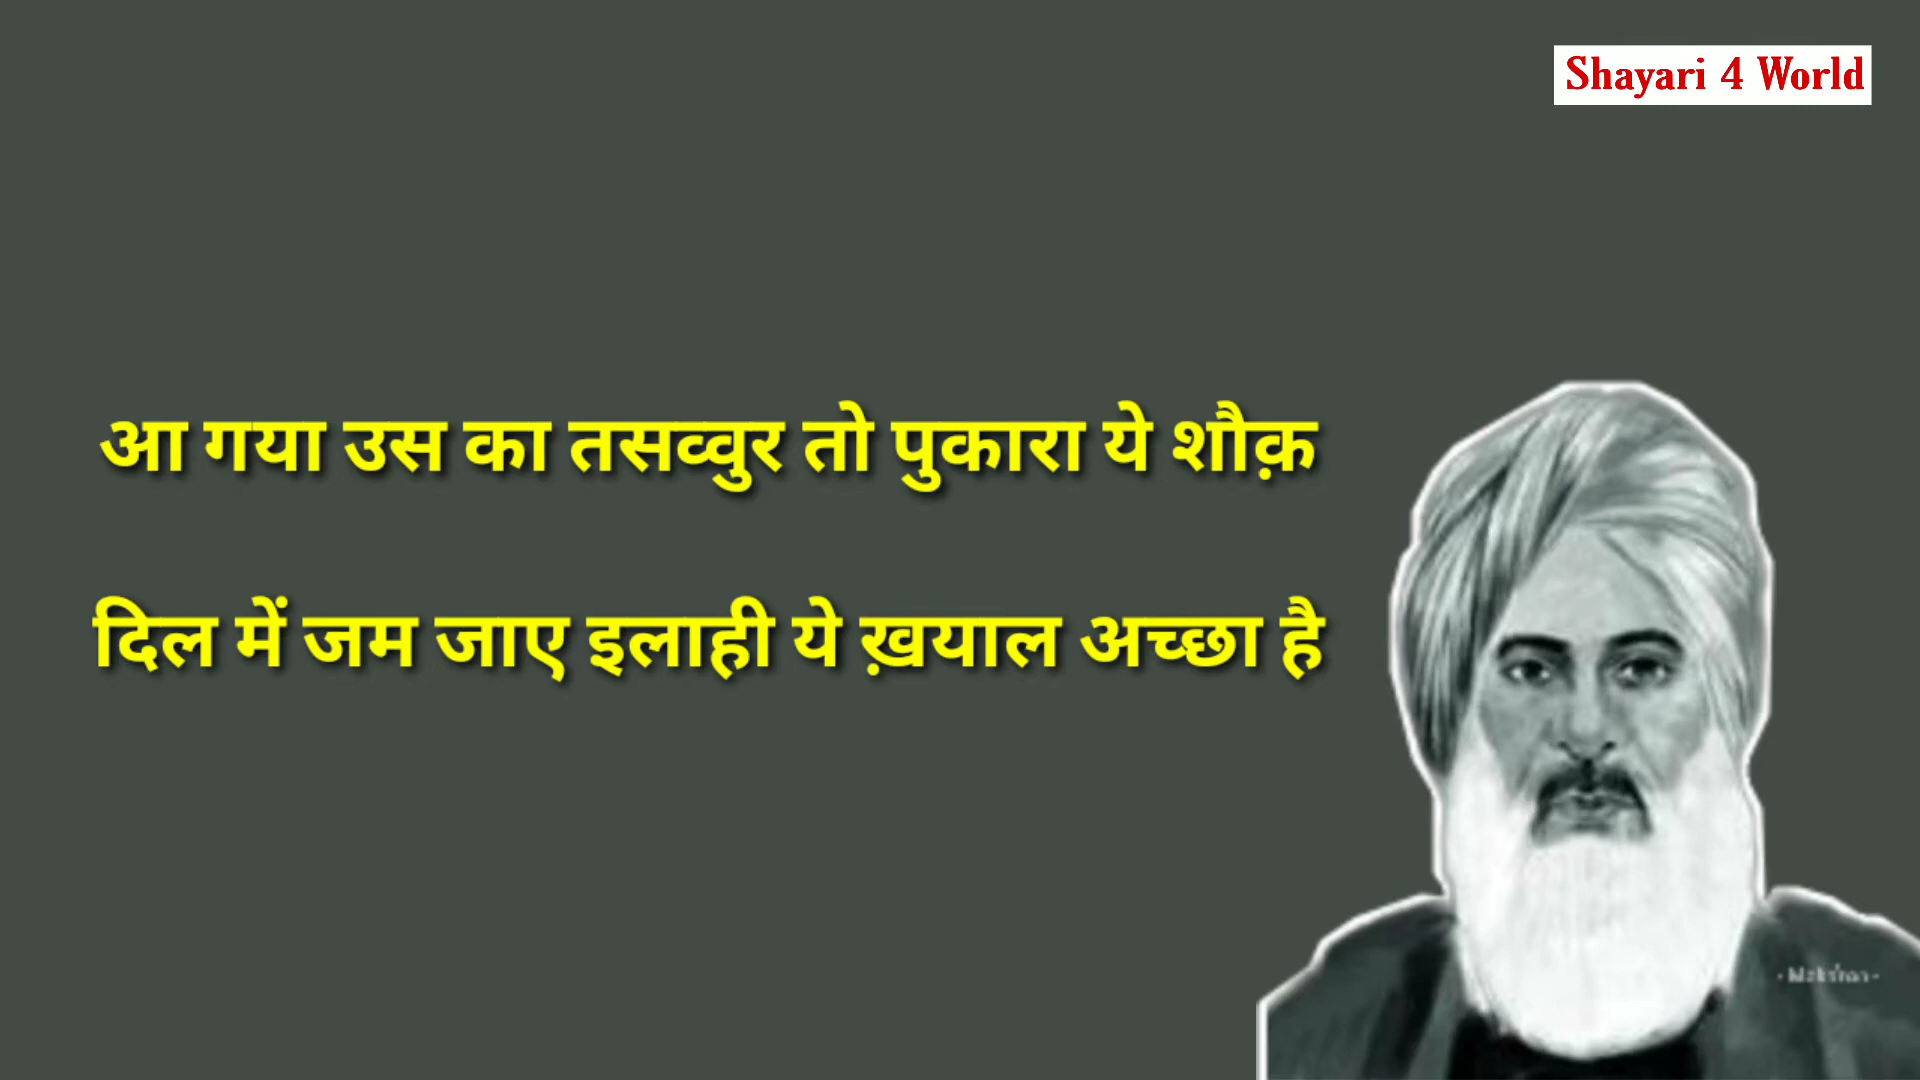 Shayari 4 World
आ गया उस का तसव्वुर तो पुकारा ये शौक़
दिल में जम जाए इलाही ये ख़याल अच्छा है